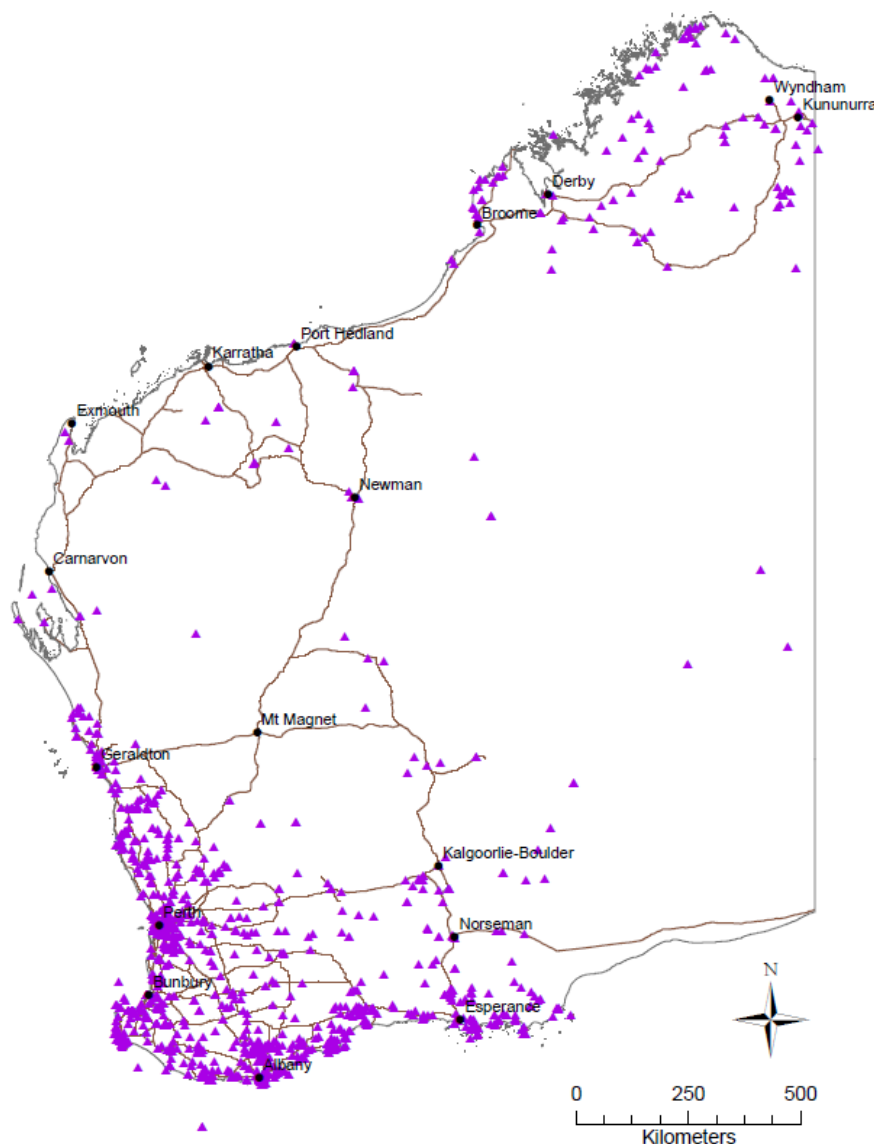 Wyndham
Kununurra
Derby
Broome
Port Hedland
Karratha
Exmouth
Newman
Carnarvon
Mt Magnet
Geraldton
Kalgoorlie-Boulder
Perth
Norseman
Bunbury
Esperance
Albany
N
0 250 500
Kilometers